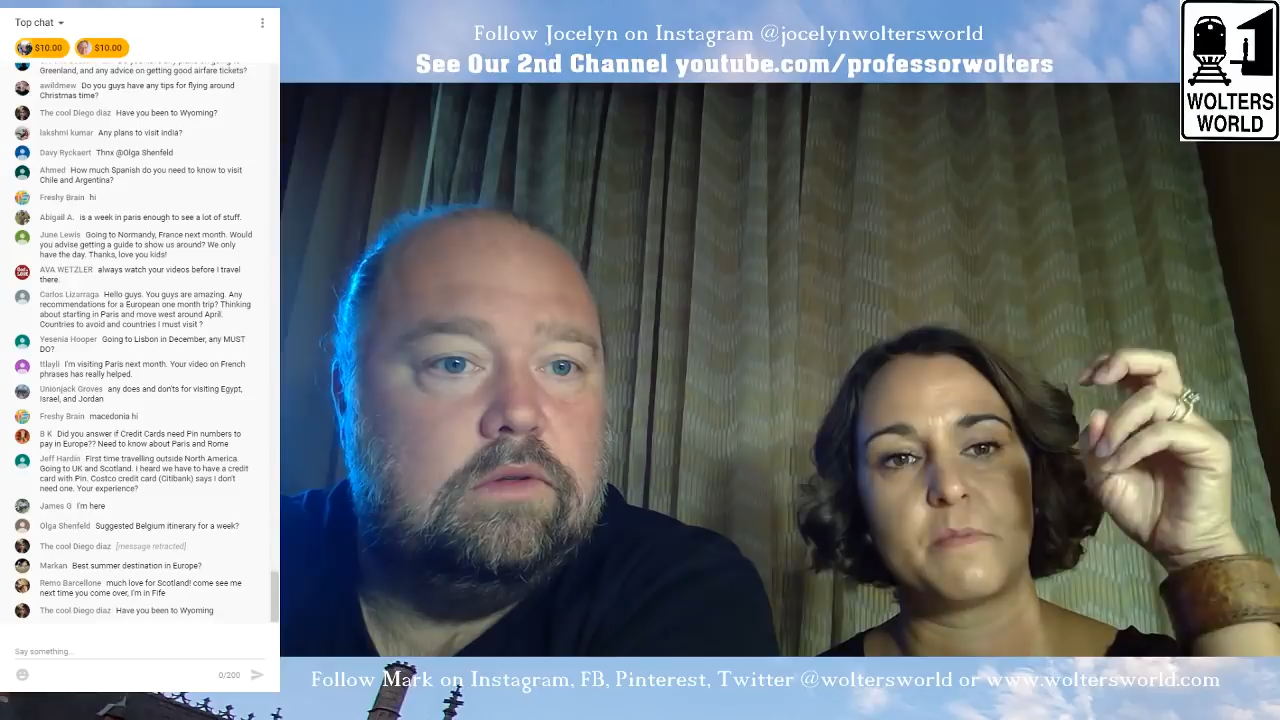 Top chat
$10.00 $10.00
Greenland, and any advice on getting good airfare tickets?
awildmew Do you guys have any tips for flying around
Christmas time?
The cool Diego diaz Have you been to Wyoming?
lakshmi kumar Any plans to visit india?
Davy Ryckaert Thnx @Olga Shenfeld
Ahmed How much Spanish do you need to know to visit
Chile and Argentina?
Freshy Brain hi
Abigail A. is a week in paris enough to see a lot of stuff.
June Lewis Going to Normandy, France next month. Would
you advise getting a guide to show us around? We only
have the day. Thanks, love you kids!
AVA WETZLER always watch your videos before I travel
there.
Carlos Lizarraga Hello guys. You guys are amazing. Any
recommendations for a European one month trip? Thinking
about starting in Paris and move west around April.
Countries to avoid and countries I must visit ?
Yesenia Hooper Going to Lisbon in December, any MUST
DO?
ttlayli I'm visiting Paris next month. Your video on French
phrases has really helped.
Unionjack Groves any does and don'ts for visiting Egypt,
Israel, and Jordan
Freshy Brain macedonia hi
B K Did you answer if Credit Cards need Pin numbers to
pay in Europe?? Need to know about Paris and Rome
Jeff Hardin First time travelling outside North America.
Going to UK and Scotland. I heard we have to have a credit
card with Pin. Costco credit card (Citibank) says I don't
need one. Your experience?
James G I'm here
Olga Shenfeld Suggested Belgium itinerary for a week?
The cool Diego diaz [message retracted]
Markan Best summer destination in Europe?
Remo Barcellone much love for Scotland! come see me
next time you come over, I'm in Fife
The cool Diego diaz Have you been to Wyoming
Say something...
0/200
Follow Jocelyn on Instagram @jocelynwoltersworld
See Our 2nd Channel youtube.com/professorwolters
WOLTERS
WORLD
Follow Mark on Instagram, FB, Pinterest, Twitter @woltersworld or www.woltersworld.com